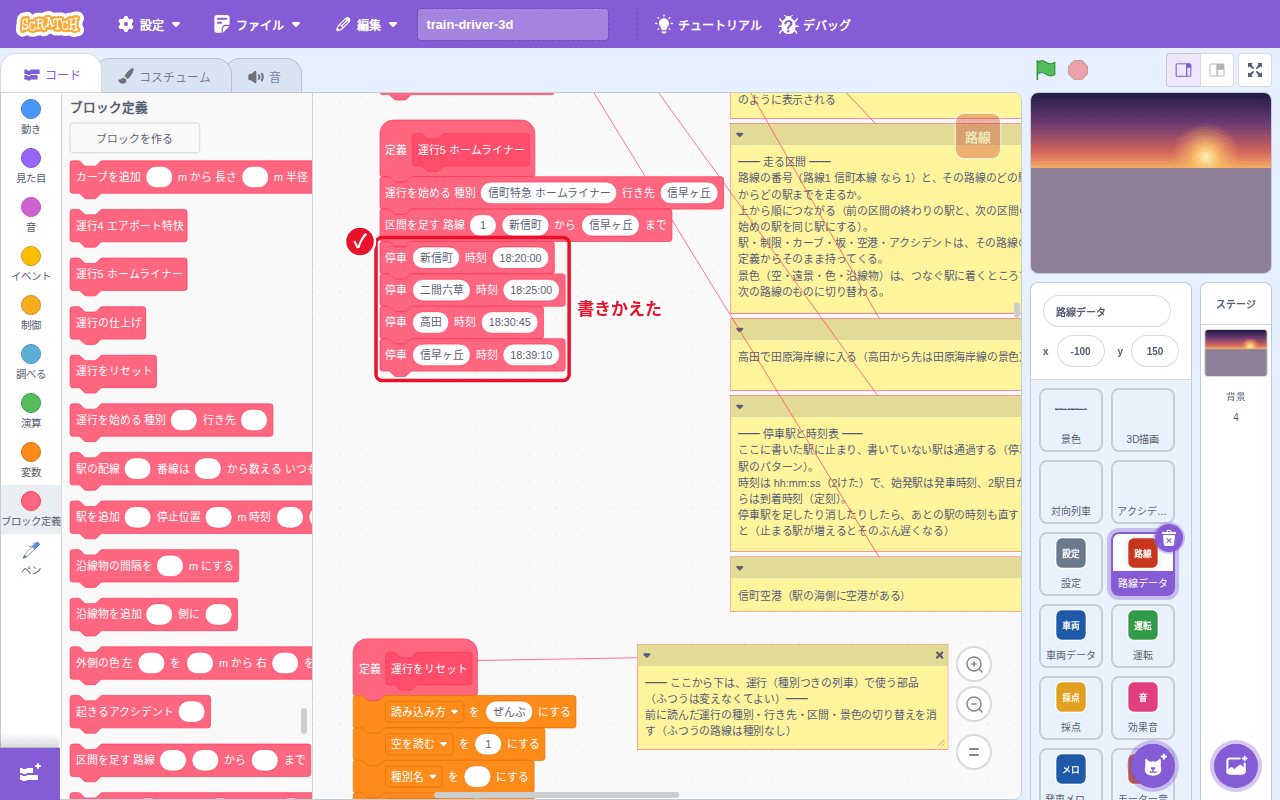 SCRATCH
設定
ファイル
編集
train-driver-3d
チュートリアル
デバッグ
コード
コスチューム
音
動き
見た目
音
イベント
制御
調べる
演算
変数
ブロック定義
ペン
ブロック定義
ブロックを作る
カーブを追加 m から 長さ m 半径
運行4 エアポート特快
運行5 ホームライナー
運行の仕上げ
運行をリセット
運行を始める 種別 行き先
駅の配線 番線は から数える いつも
駅を追加 停止位置 m 時刻
沿線物の間隔を m にする
沿線物を追加 側に
外側の色 左 を m から 右 を
起きるアクシデント
区間を足す 路線 から まで
定義 運行5 ホームライナー
運行を始める 種別 信町特急 ホームライナー 行き先 信早ヶ丘
区間を足す 路線 1 新信町 から 信早ヶ丘 まで
停車 新信町 時刻 18:20:00
停車 二間六草 時刻 18:25:00
停車 高田 時刻 18:30:45
停車 信早ヶ丘 時刻 18:39:10
書きかえた
定義 運行をリセット
読み込み方 を ぜんぶ にする
空を読む を 1 にする
種別名 を にする
のように表示される
路線
━━ 走る区間 ━━
路線の番号（路線1 信町本線 なら 1）と、その路線のどの
からどの駅までを走るか。
上から順につながる（前の区間の終わりの駅と、次の区間の
始めの駅を同じ駅にする）。
駅・制限・カーブ・坂・空港・アクシデントは、その路線の
定義からそのまま持ってくる。
景色（空・遠景・色・沿線物）は、つなぐ駅に着くところで
次の路線のものに切り替わる。
高田で田原海岸線に入る（高田から先は田原海岸線の景色）
━━ 停車駅と時刻表 ━━
ここに書いた駅に止まり、書いていない駅は通過する（停車
駅のパターン）。
時刻は hh:mm:ss（2けた）で、始発駅は発車時刻、2駅目か
らは到着時刻（定刻）。
停車駅を足したり消したりしたら、あとの駅の時刻も直す
と（止まる駅が増えるとそのぶん遅くなる）
信町空港（駅の海側に空港がある）
━━ ここから下は、運行（種別つきの列車）で使う部品
（ふつうは変えなくてよい）━━
前に読んだ運行の種別・行き先・区間・景色の切り替えを消
す（ふつうの路線は種別なし）
路線データ
x -100 y 150
ステージ
背景
4
景色
3D描画
対向列車
アクシデ...
設定
設定
路線
路線データ
車両
車両データ
運転
運転
採点
採点
音
効果音
メロ
発車メロ...
モーター音